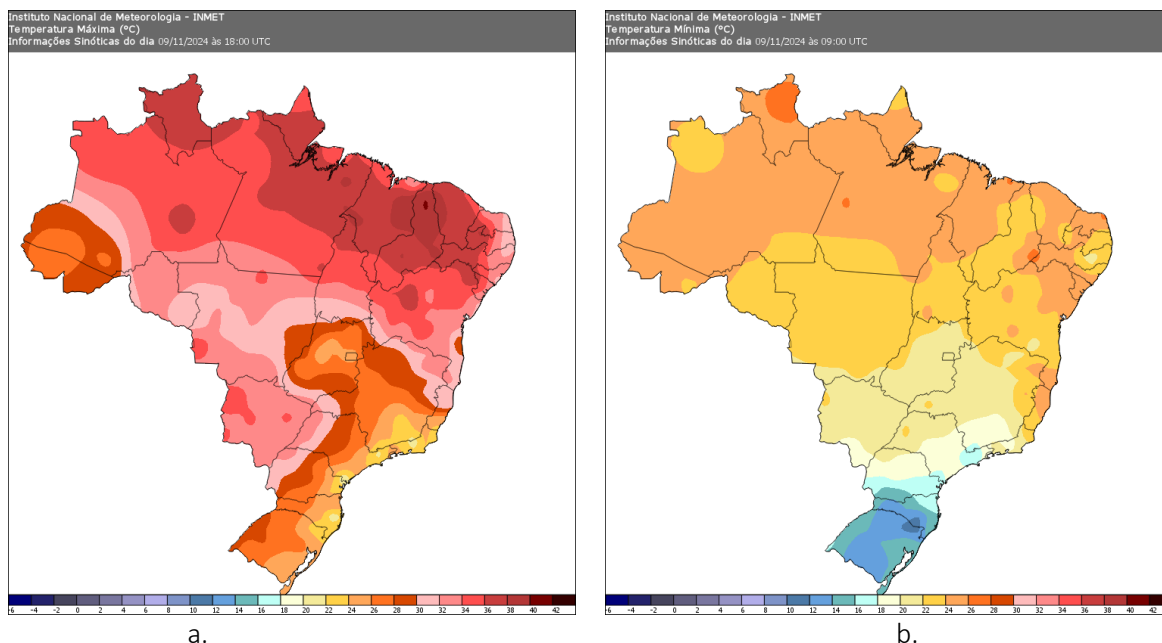 Instituto Nacional de Meteorologia - INMET
Temperatura Máxima (°C)
Informações Sinóticas do dia 09/11/2024 às 18:00 UTC
-6 -4 -2 0 2 4 6 8 10 12 14 16 18 20 22 24 26 28 30 32 34 36 38 40 42
a.
Instituto Nacional de Meteorologia - INMET
Temperatura Mínima (°C)
Informações Sinóticas do dia 09/11/2024 às 09:00 UTC
-6 -4 -2 0 2 4 6 8 10 12 14 16 18 20 22 24 26 28 30 32 34 36 38 40 42
b.